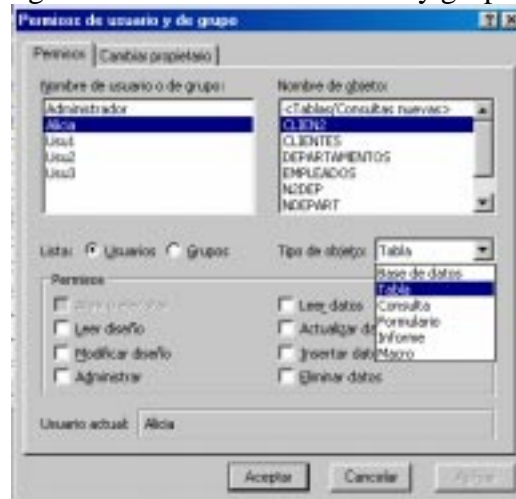 Permisos de usuario y de grupo
Permisos Cambiar propietario
Nombre de usuario o de grupo:
Administrador
Alicia
Usu1
Usu2
Usu3
Nombre de objeto:
<Tablas/Consultas nuevas>
CLIEN2
CLIENTES
DEPARTAMENTOS
EMPLEADOS
N2DEP
NDEPART
Lista: Usuarios Grupos
Tipo de objeto: Tabla
Base de datos
Tabla
Consulta
Formulario
Informe
Macro
Permisos
Leer diseño
Modificar diseño
Administrar
Leer datos
Actualizar
Insertar
Eliminar datos
Usuario actual: Alicia
Aceptar Cancelar